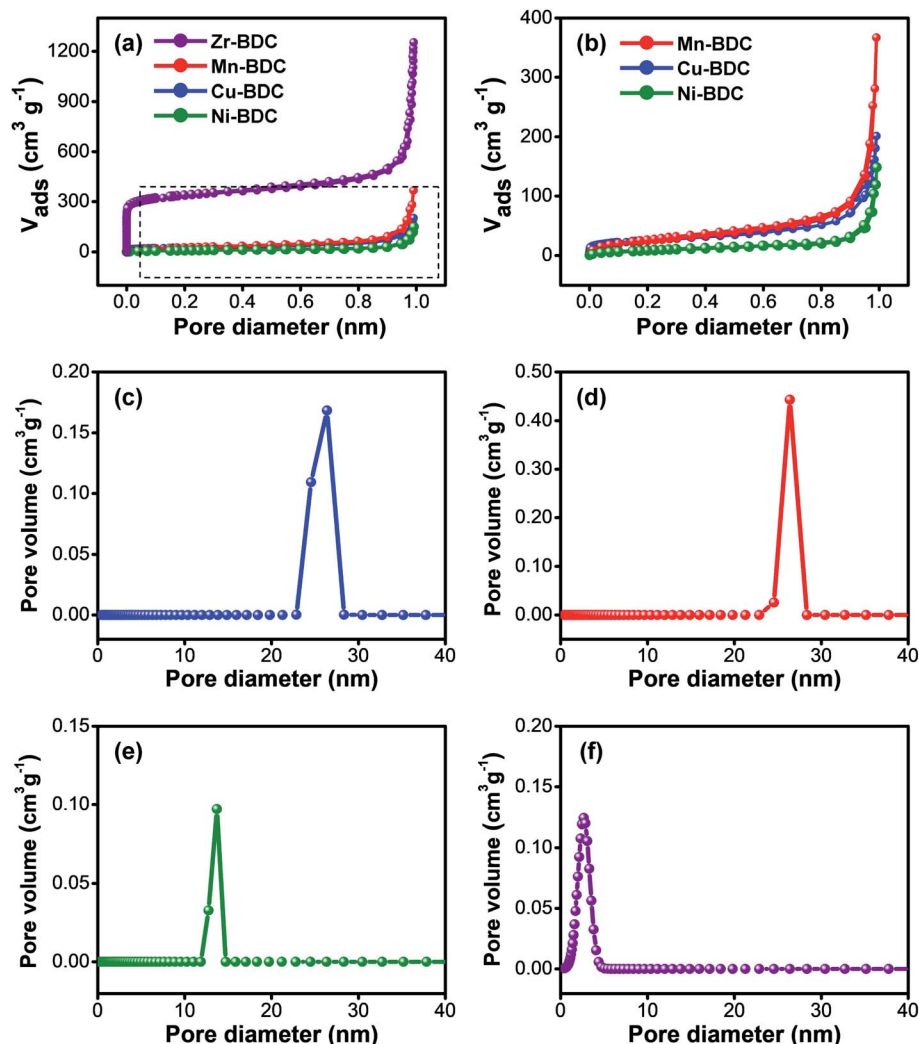 (a)
Zr-BDC
Mn-BDC
Cu-BDC
Ni-BDC
1200
900
600
300
0
V_ads (cm³ g⁻¹)
0.0 0.2 0.4 0.6 0.8 1.0
Pore diameter (nm)
(b)
Mn-BDC
Cu-BDC
Ni-BDC
400
300
200
100
0
V_ads (cm³ g⁻¹)
0.0 0.2 0.4 0.6 0.8 1.0
Pore diameter (nm)
(c)
0.20
0.15
0.10
0.05
0.00
Pore volume (cm³g⁻¹)
0 10 20 30 40
Pore diameter (nm)
(d)
0.50
0.40
0.30
0.20
0.10
0.00
Pore volume (cm³g⁻¹)
0 10 20 30 40
Pore diameter (nm)
(e)
0.15
0.10
0.05
0.00
Pore volume (cm³g⁻¹)
0 10 20 30 40
Pore diameter (nm)
(f)
0.20
0.15
0.10
0.05
0.00
Pore volume (cm³g⁻¹)
0 10 20 30 40
Pore diameter (nm)